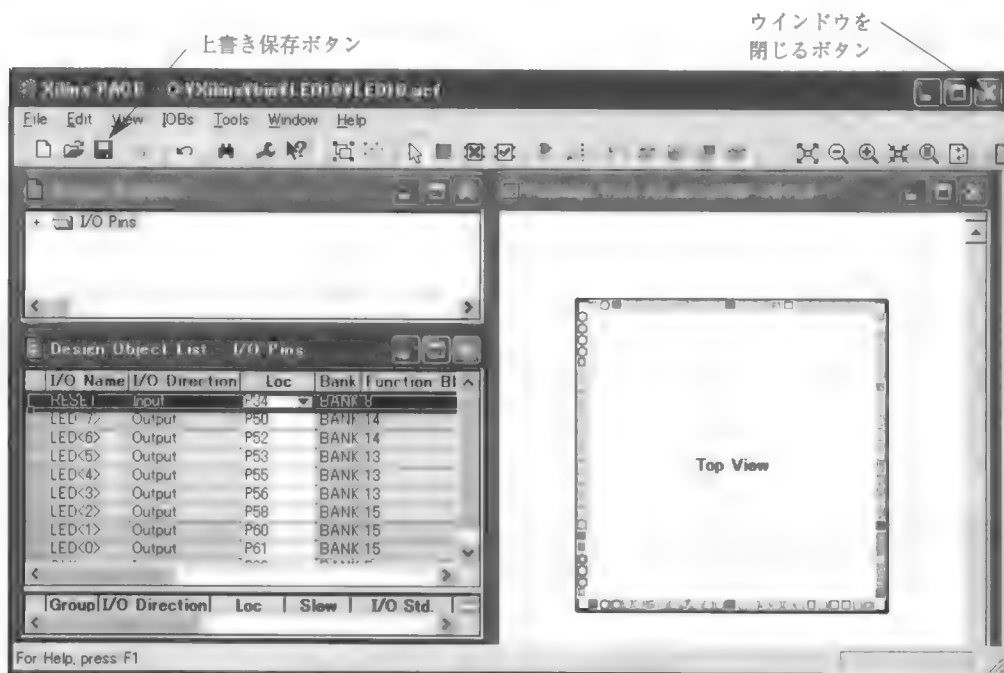 上書き保存ボタン
ウインドウを
閉じるボタン
Xilinx PACE - C:¥Xilinx¥bin¥LED10¥LED10.ucf
File Edit View IOBs Tools Window Help
I/O Pins
Design Object List - I/O Pins
I/O Name I/O Direction Loc Bank Function Bl
RESET Input P34 BANK
LED<7> Output P50 BANK 14
LED<6> Output P52 BANK 14
LED<5> Output P53 BANK 13
LED<4> Output P55 BANK 13
LED<3> Output P56 BANK 13
LED<2> Output P58 BANK 15
LED<1> Output P60 BANK 15
LED<0> Output P61 BANK 15
Group I/O Direction Loc Slew I/O Std.
Top View
For Help, press F1